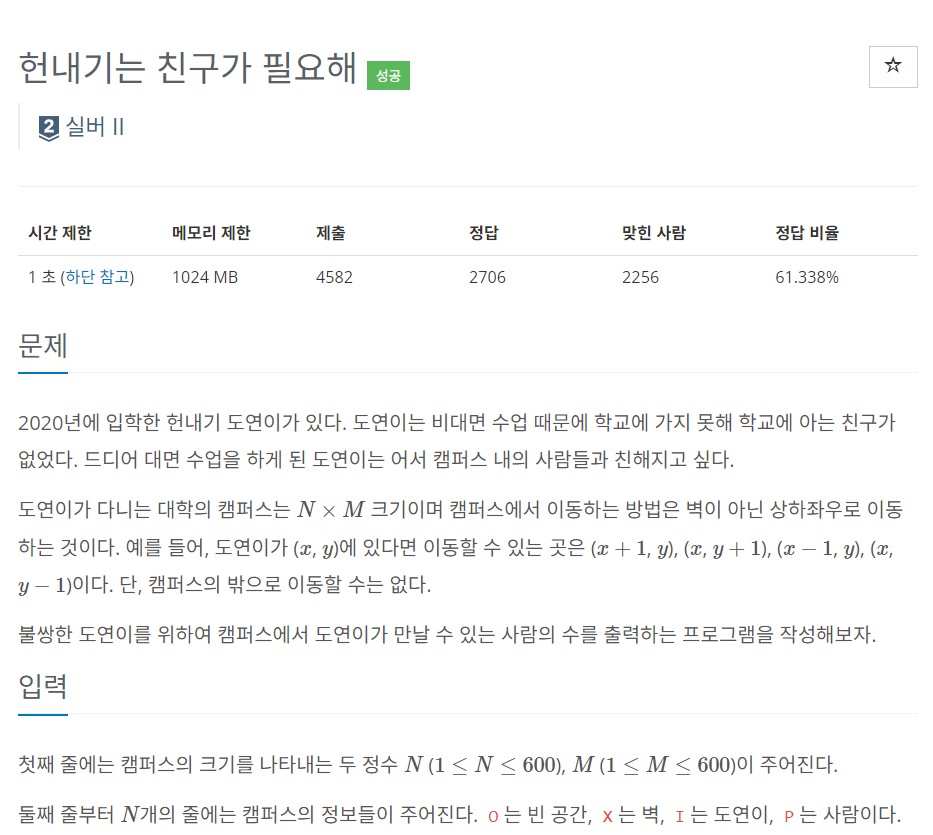 헌내기는 친구가 필요해 성공
☆
2 실버 II
시간 제한 메모리 제한 제출 정답 맞힌 사람 정답 비율
1 초 (하단 참고) 1024 MB 4582 2706 2256 61.338%
문제
2020년에 입학한 헌내기 도연이가 있다. 도연이는 비대면 수업 때문에 학교에 가지 못해 학교에 아는 친구가
없었다. 드디어 대면 수업을 하게 된 도연이는 어서 캠퍼스 내의 사람들과 친해지고 싶다.
도연이가 다니는 대학의 캠퍼스는 N × M 크기이며 캠퍼스에서 이동하는 방법은 벽이 아닌 상하좌우로 이동
하는 것이다. 예를 들어, 도연이가 (x, y)에 있다면 이동할 수 있는 곳은 (x + 1, y), (x, y + 1), (x − 1, y), (x,
y − 1)이다. 단, 캠퍼스의 밖으로 이동할 수는 없다.
불쌍한 도연이를 위하여 캠퍼스에서 도연이가 만날 수 있는 사람의 수를 출력하는 프로그램을 작성해보자.
입력
첫째 줄에는 캠퍼스의 크기를 나타내는 두 정수 N (1 ≤ N ≤ 600), M (1 ≤ M ≤ 600)이 주어진다.
둘째 줄부터 N개의 줄에는 캠퍼스의 정보들이 주어진다. O는 빈 공간, X는 벽, I는 도연이, P는 사람이다.